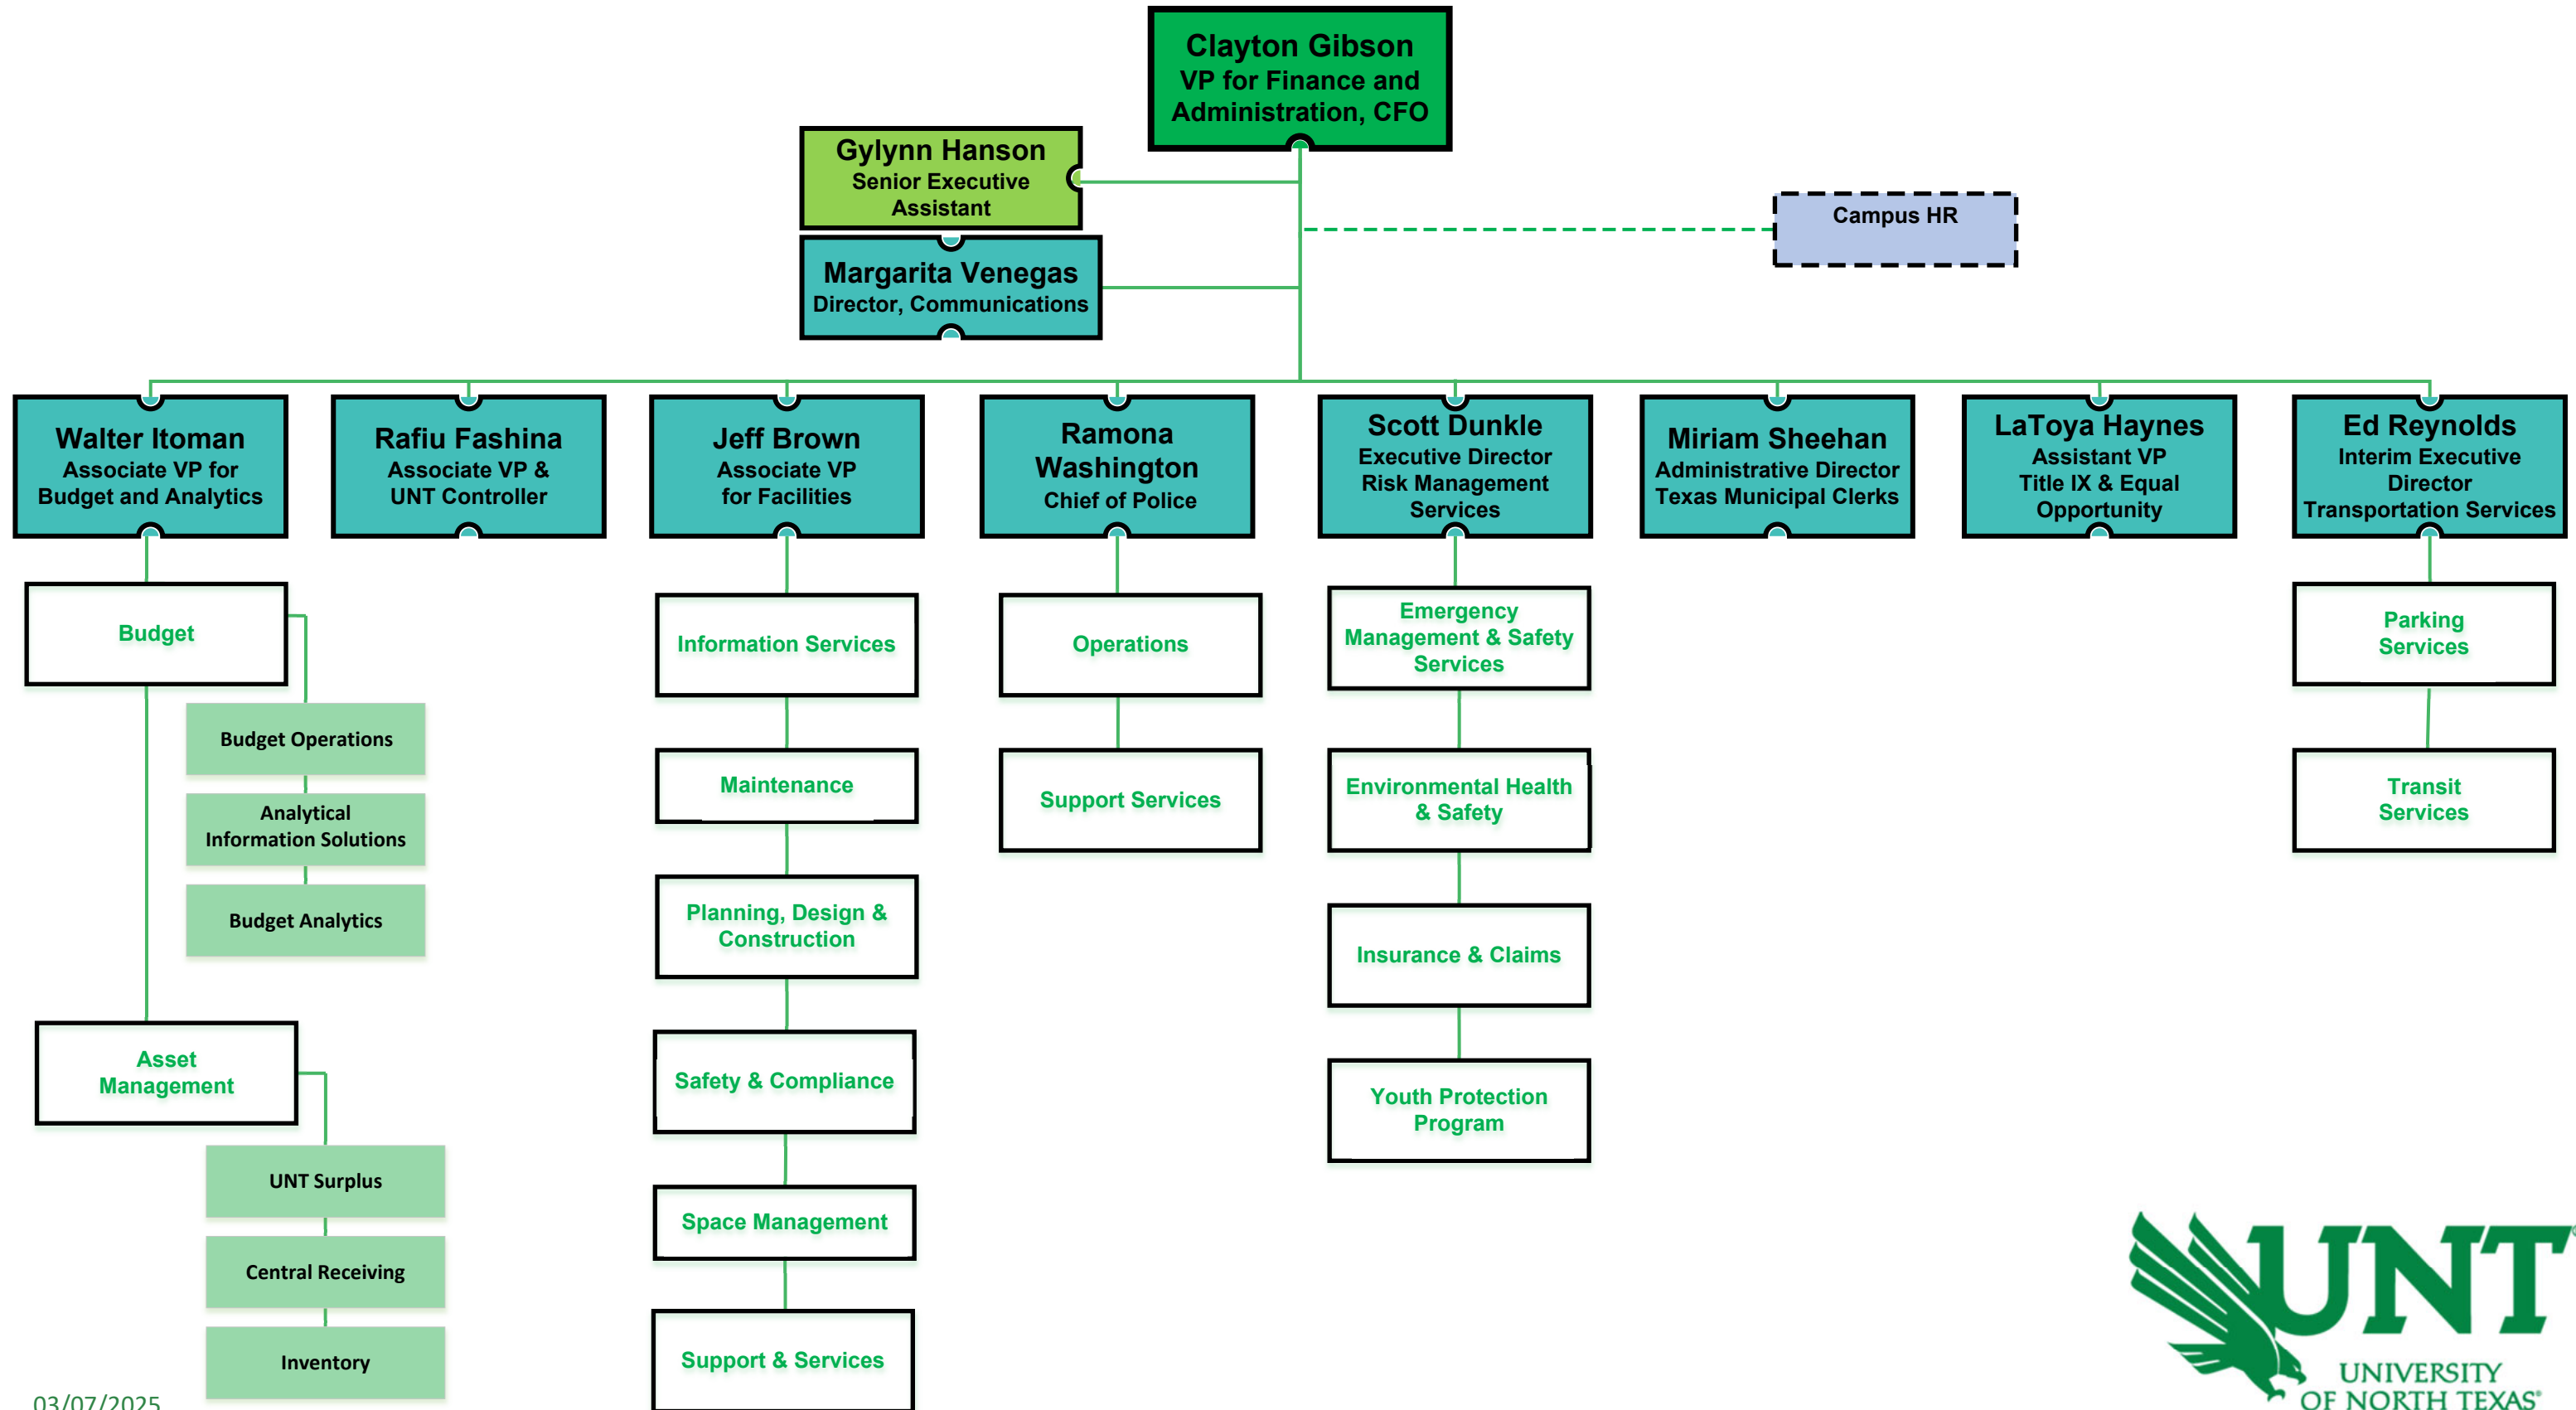 Clayton Gibson
VP for Finance and
Administration, CFO
Gylynn Hanson
Senior Executive
Assistant
Campus HR
Margarita Venegas
Director, Communications
Walter Itoman
Associate VP for
Budget and Analytics
Rafiu Fashina
Associate VP &
UNT Controller
Jeff Brown
Associate VP
for Facilities
Ramona
Washington
Chief of Police
Scott Dunkle
Executive Director
Risk Management
Services
Miriam Sheehan
Administrative Director
Texas Municipal Clerks
LaToya Haynes
Assistant VP
Title IX & Equal
Opportunity
Ed Reynolds
Interim Executive
Director
Transportation Services
Budget
Budget Operations
Analytical
Information Solutions
Budget Analytics
Asset
Management
UNT Surplus
Central Receiving
Inventory
Information Services
Maintenance
Planning, Design &
Construction
Safety & Compliance
Space Management
Support & Services
Operations
Support Services
Emergency
Management & Safety
Services
Environmental Health
& Safety
Insurance & Claims
Youth Protection
Program
Parking
Services
Transit
Services
03/07/2025
UNT
UNIVERSITY
OF NORTH TEXAS®